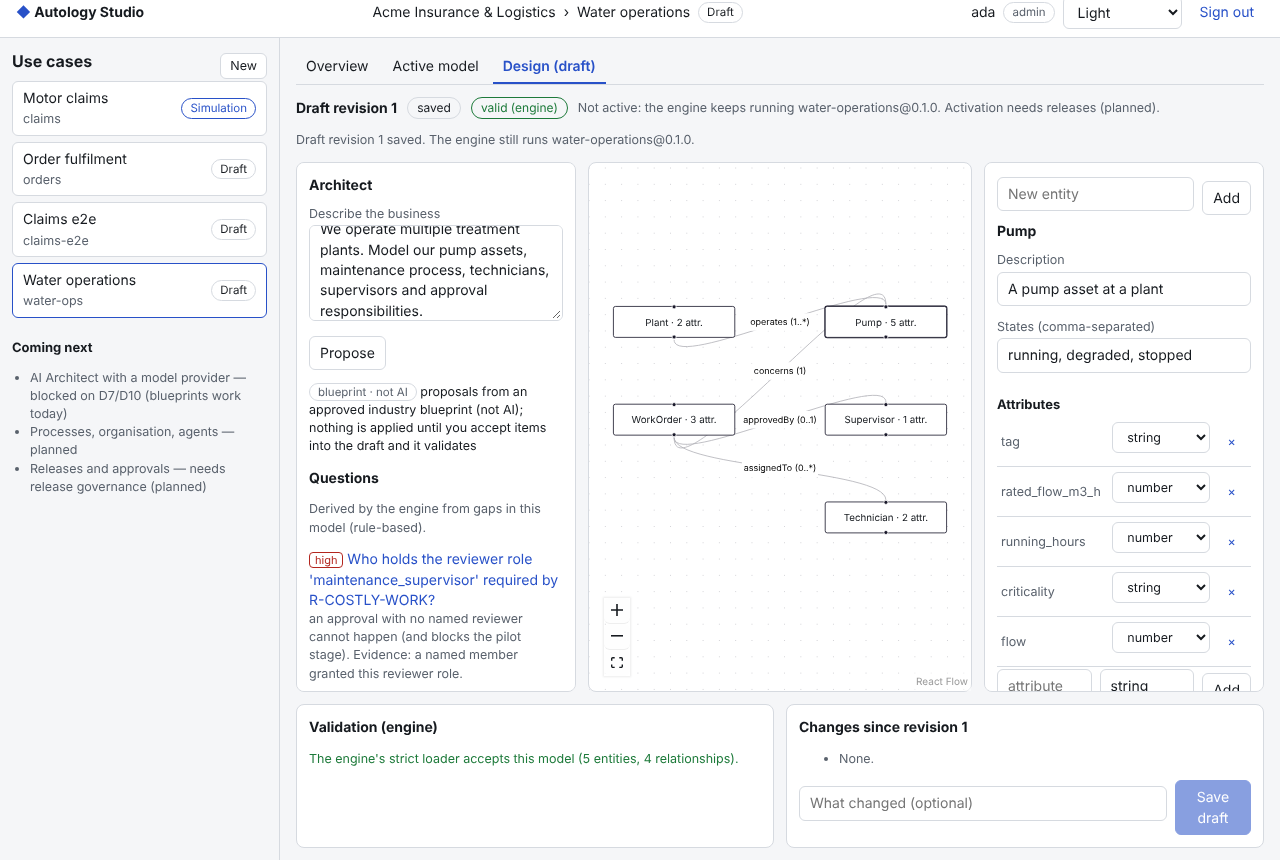 Autology Studio
Acme Insurance & Logistics › Water operations Draft
ada admin Light Sign out
Use cases
New
Motor claims
claims
Simulation
Order fulfilment
orders
Draft
Claims e2e
claims-e2e
Draft
Water operations
water-ops
Draft
Coming next
AI Architect with a model provider —
blocked on D7/D10 (blueprints work
today)
Processes, organisation, agents —
planned
Releases and approvals — needs
release governance (planned)
Overview Active model Design (draft)
Draft revision 1 saved valid (engine) Not active: the engine keeps running water-operations@0.1.0. Activation needs releases (planned).
Draft revision 1 saved. The engine still runs water-operations@0.1.0.
Architect
Describe the business
We operate multiple treatment
plants. Model our pump assets,
maintenance process, technicians,
supervisors and approval
responsibilities.
Propose
blueprint · not AI proposals from an
approved industry blueprint (not AI);
nothing is applied until you accept items
into the draft and it validates
Questions
Derived by the engine from gaps in this
model (rule-based).
high Who holds the reviewer role
'maintenance_supervisor' required by
R-COSTLY-WORK?
an approval with no named reviewer
cannot happen (and blocks the pilot
stage). Evidence: a named member
granted this reviewer role.
Plant · 2 attr.
operates (1..*)
Pump · 5 attr.
concerns (1)
WorkOrder · 3 attr.
approvedBy (0..1)
Supervisor · 1 attr.
assignedTo (0..*)
Technician · 2 attr.
React Flow
New entity
Add
Pump
Description
A pump asset at a plant
States (comma-separated)
running, degraded, stopped
Attributes
tag string ×
rated_flow_m3_h number ×
running_hours number ×
criticality string ×
flow number ×
attribute string Add
Validation (engine)
The engine's strict loader accepts this model (5 entities, 4 relationships).
Changes since revision 1
None.
What changed (optional)
Save
draft